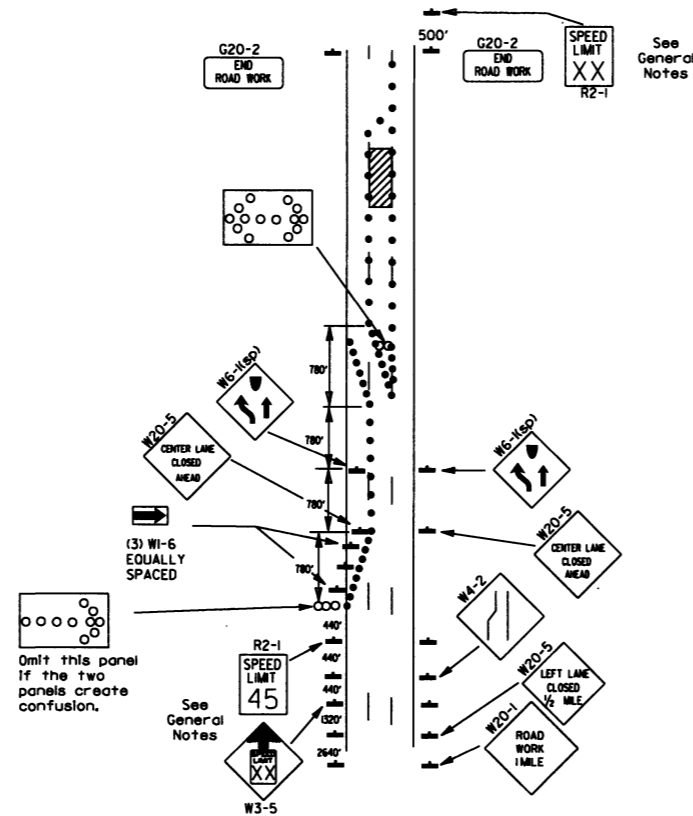 500'
G20-2
END
ROAD WORK
G20-2
END
ROAD WORK
SPEED
LIMIT
XX
R2-1
See
General
Notes
780'
W6-1(sp)
780'
W20-5
CENTER LANE
CLOSED
AHEAD
W6-1(sp)
780'
(3) W1-6
EQUALLY
SPACED
W20-5
CENTER LANE
CLOSED
AHEAD
780'
Omit this panel
if the two
panels create
confusion.
440'
R2-1
SPEED
LIMIT
45
440'
W4-2
440'
See
General
Notes
1320'
W20-5
LEFT LANE
CLOSED
1/2 MILE
2640'
SPEED
LIMIT
XX
W3-5
W20-1
ROAD
WORK
1 MILE